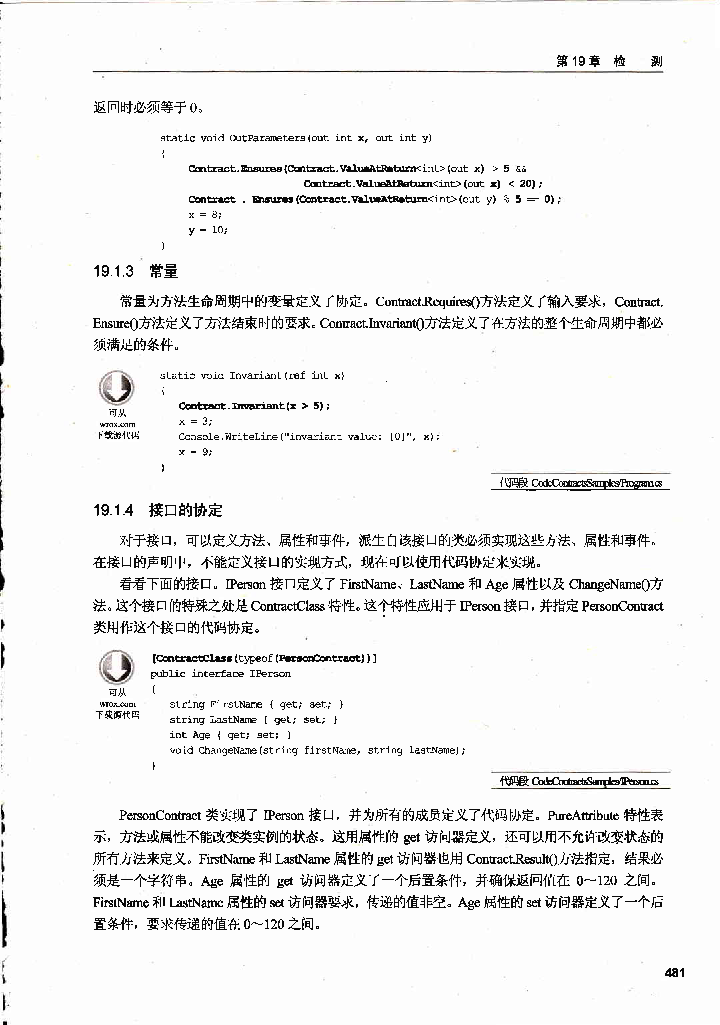 第19章 检 测
返回时必须等于0。
static void OutParameters(out int x, out int y)
{
Contract.Ensures(Contract.ValueAtReturn<int>(out x) > 5 &&
Contract.ValueAtReturn<int>(out x) < 20);
Contract . Ensures(Contract.ValueAtReturn<int>(out y) % 5 == 0);
x = 8;
y = 10;
}
19.1.3 常量
常量为方法生命周期中的变量定义了协定。Contract.Requires()方法定义了输入要求，Contract.
Ensure()方法定义了方法结束时的要求。Contract.Invariant()方法定义了在方法的整个生命周期中都必
须满足的条件。
static void Invariant(ref int x)
{
Contract.Invariant(x > 5);
x = 3;
Console.WriteLine("invariant value: {0}", x);
x = 9;
}
可从
wrox.com
下载源代码
代码段 CodeContractsSamples/Program.cs
19.1.4 接口的协定
对于接口，可以定义方法、属性和事件，派生自该接口的类必须实现这些方法、属性和事件。
在接口的声明中，不能定义接口的实现方式，现在可以使用代码协定来实现。
看看下面的接口。IPerson 接口定义了 FirstName、LastName 和 Age 属性以及 ChangeName()方
法。这个接口的特殊之处是 ContractClass 特性。这个特性应用于 IPerson 接口，并指定 PersonContract
类用作这个接口的代码协定。
[ContractClass(typeof(PersonContract))]
public interface IPerson
{
string FirstName { get; set; }
string LastName { get; set; }
int Age { get; set; }
void ChangeName(string firstName, string lastName);
}
可从
wrox.com
下载源代码
代码段 CodeContractsSamples/IPerson.cs
PersonContract 类实现了 IPerson 接口，并为所有的成员定义了代码协定。PureAttribute 特性表
示，方法或属性不能改变类实例的状态。这用属性的 get 访问器定义，还可以用不允许改变状态的
所有方法来定义。FirstName 和 LastName 属性的 get 访问器也用 Contract.Result()方法指定，结果必
须是一个字符串。Age 属性的 get 访问器定义了一个后置条件，并确保返回值在 0～120 之间。
FirstName 和 LastName 属性的 set 访问器要求，传递的值非空。Age 属性的 set 访问器定义了一个后
置条件，要求传递的值在 0～120 之间。
481